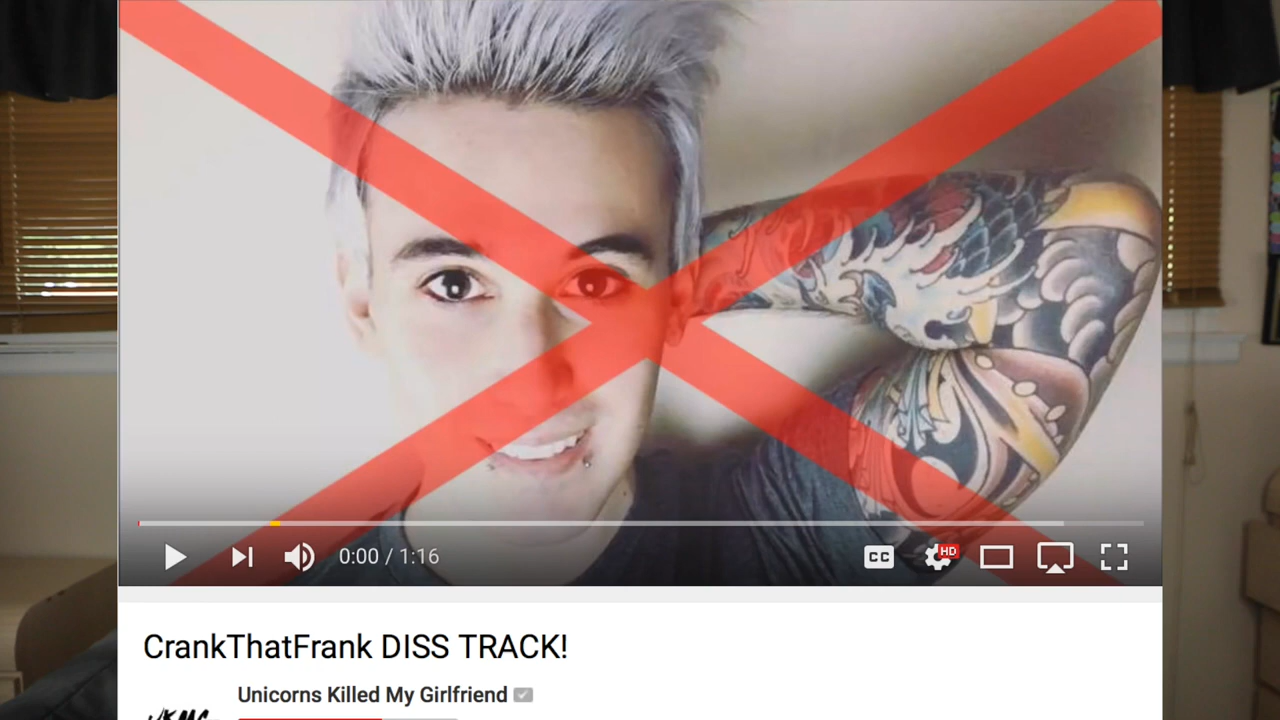 0:00 / 1:16
CC
HD
CrankThatFrank DISS TRACK!
Unicorns Killed My Girlfriend